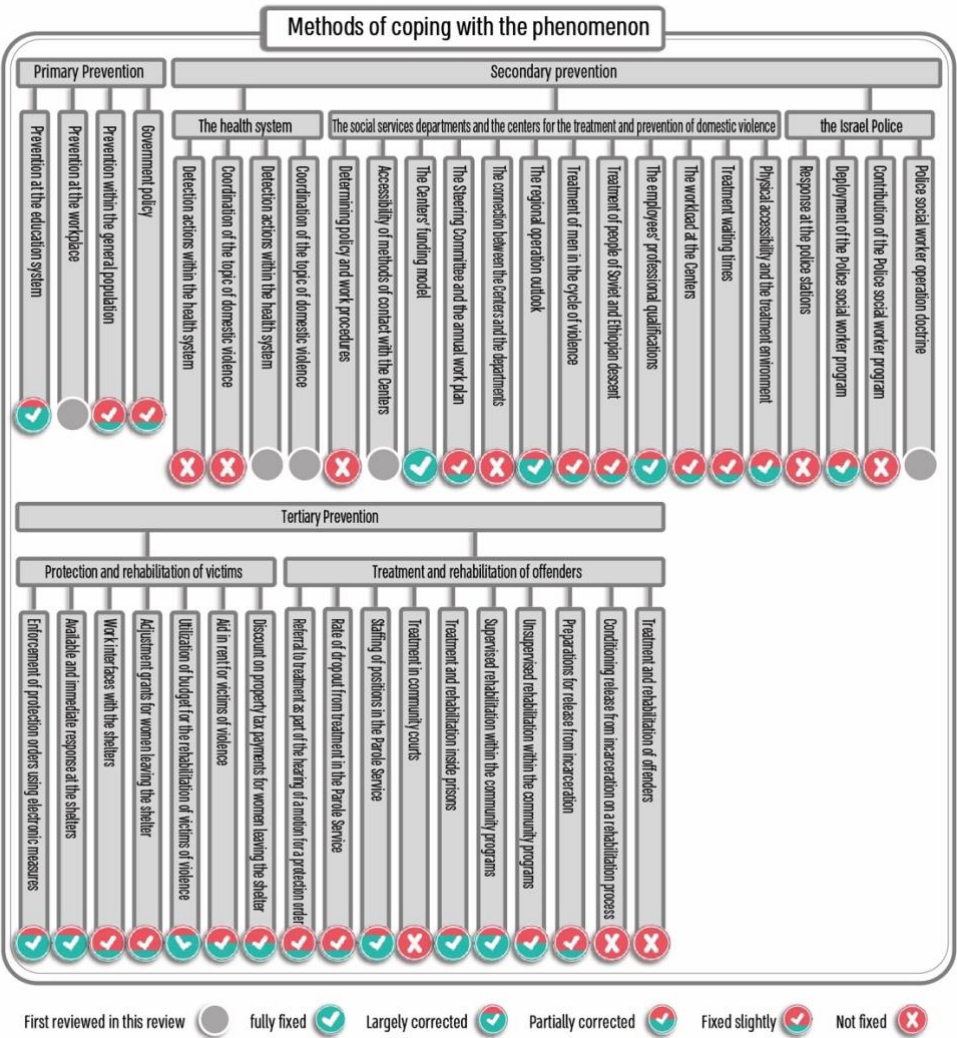 Methods of coping with the phenomenon
Primary Prevention
Prevention at the education system
Prevention at the workplace
Prevention within the general population
Government policy
Secondary prevention
The health system
Detection actions within the health system
Coordination of the topic of domestic violence
Detection actions within the health system
Coordination of the topic of domestic violence
The social services departments and the centers for the treatment and prevention of domestic violence
Determining policy and work procedures
Accessibility of methods of contact with the Centers
The Centers' funding model
The Steering Committee and the annual work plan
The connection between the Centers and the departments
The regional operation outlook
Treatment of men in the cycle of violence
Treatment of people of Soviet and Ethiopian descent
The employees' professional qualifications
The workload at the Centers
Treatment waiting times
Physical accessibility and the treatment environment
the Israel Police
Response at the police stations
Deployment of the Police social worker program
Contribution of the Police social worker program
Police social worker operation doctrine
Tertiary Prevention
Protection and rehabilitation of victims
Enforcement of protection orders using electronic measures
Available and immediate response at the shelters
Work interfaces with the shelters
Adjustment grants for women leaving the shelter
Utilization of budget for the rehabilitation of victims of violence
Aid in rent for victims of violence
Discount on property tax payments for women leaving the shelter
Treatment and rehabilitation of offenders
Referral to treatment as part of the hearing of a motion for a protection order
Rate of dropout from treatment in the Parole Service
Staffing of positions in the Parole Service
Treatment in community courts
Treatment and rehabilitation inside prisons
Supervised rehabilitation within the community programs
Unsupervised rehabilitation within the community programs
Preparations for release from incarceration
Conditioning release from incarceration on a rehabilitation process
Treatment and rehabilitation of offenders
First reviewed in this review fully fixed Largely corrected Partially corrected Fixed slightly Not fixed